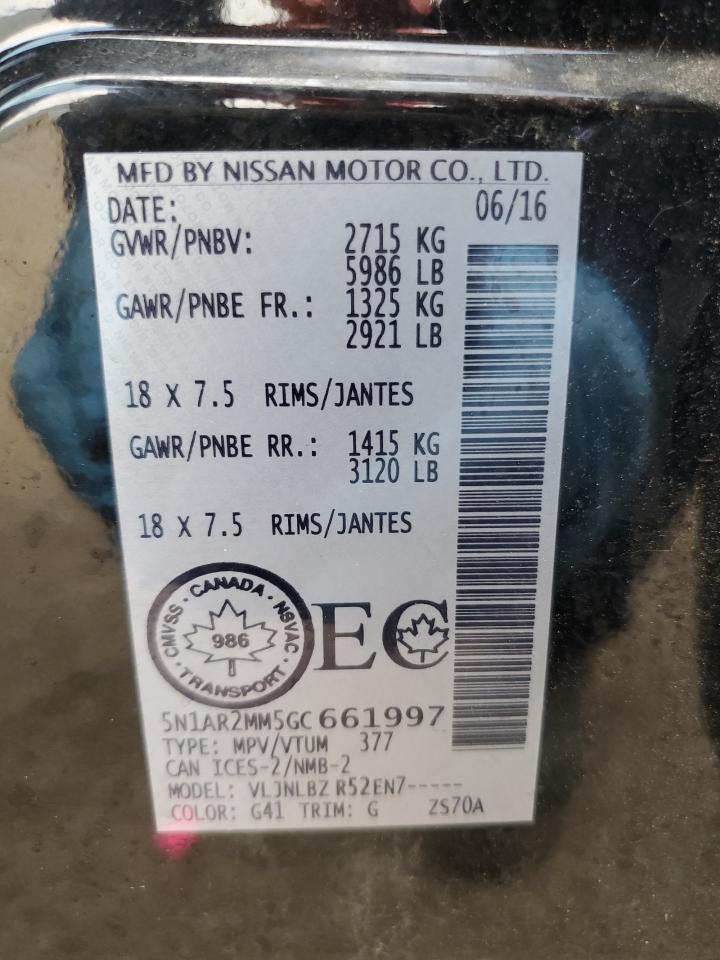 MFD BY NISSAN MOTOR CO., LTD.
DATE: 06/16
GVWR/PNBV: 2715 KG
5986 LB
GAWR/PNBE FR.: 1325 KG
2921 LB
18 X 7.5 RIMS/JANTES
GAWR/PNBE RR.: 1415 KG
3120 LB
18 X 7.5 RIMS/JANTES
CANADA · NSVAC · TRANSPORT · CMVSS ·
986
EC
5N1AR2MM5GC661997
TYPE: MPV/VTUM 377
CAN ICES-2/NMB-2
MODEL: VLJNLBZ R52EN7-----
COLOR: G41 TRIM: G ZS70A